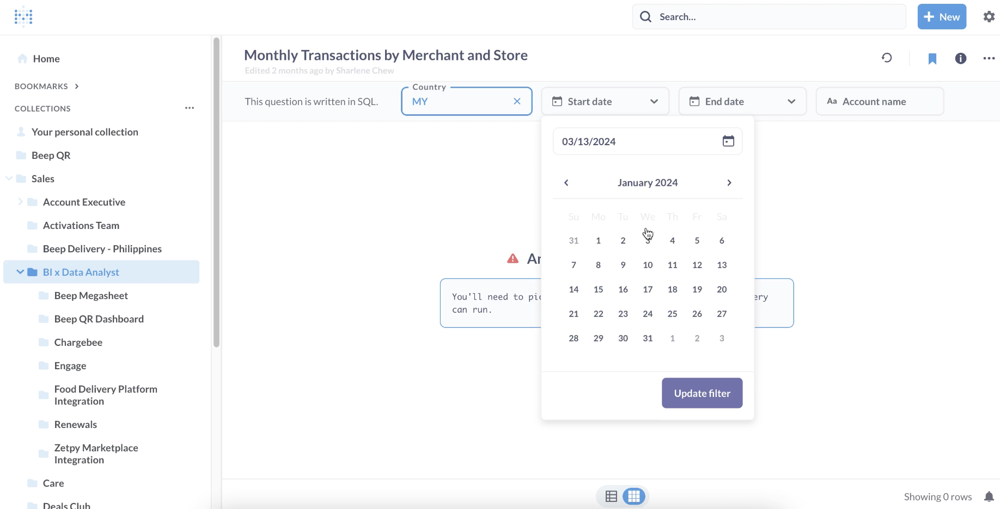 Search...
New
Home
BOOKMARKS
COLLECTIONS
Your personal collection
Beep QR
Sales
Account Executive
Activations Team
Beep Delivery - Philippines
BI x Data Analyst
Beep Megasheet
Beep QR Dashboard
Chargebee
Engage
Food Delivery Platform
Integration
Renewals
Zetpy Marketplace
Integration
Care
Deals Club
Monthly Transactions by Merchant and Store
Edited 2 months ago by Sharlene Chew
This question is written in SQL.
Country
MY
Start date
End date
Aa Account name
03/13/2024
January 2024
Su Mo Tu We Th Fr Sa
31 1 2 3 4 5 6
7 8 9 10 11 12 13
14 15 16 17 18 19 20
21 22 23 24 25 26 27
28 29 30 31 1 2 3
Update filter
You'll need to
can run.
Showing 0 rows